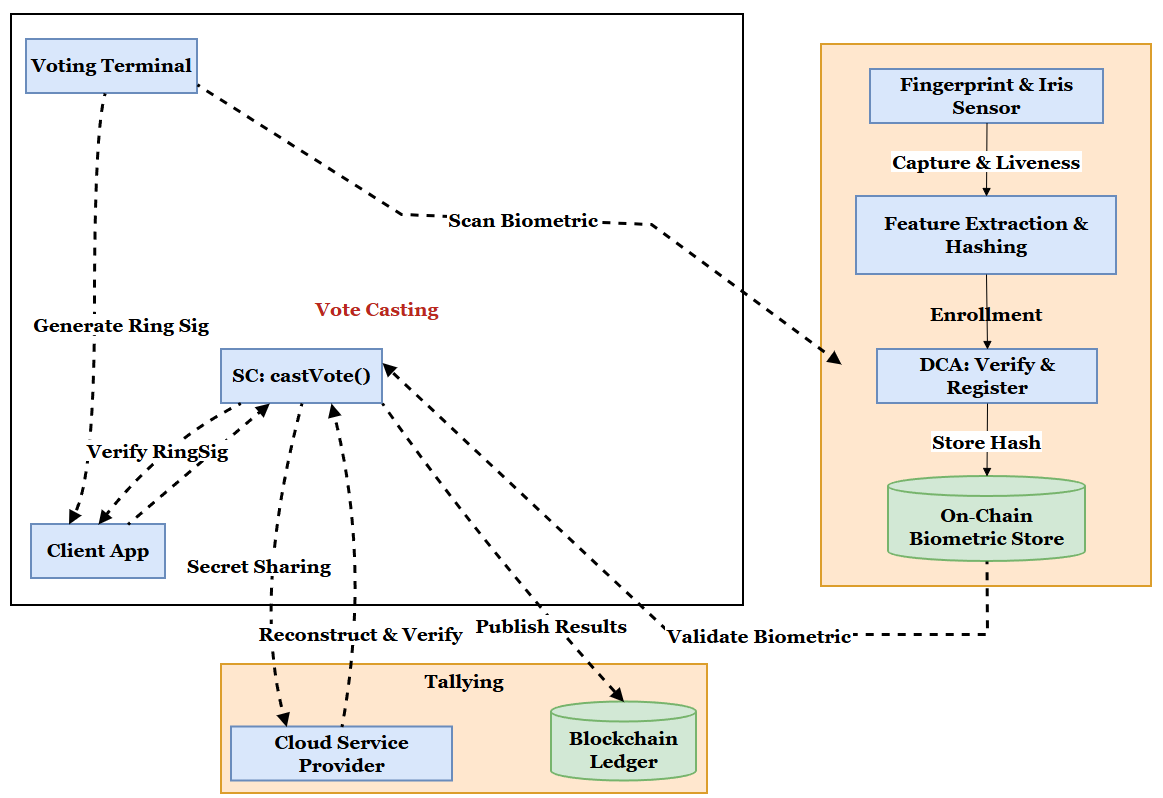 Voting Terminal
Fingerprint & Iris
Sensor
Capture & Liveness
Scan Biometric
Feature Extraction &
Hashing
Vote Casting
Enrollment
Generate Ring Sig
SC: castVote()
DCA: Verify &
Register
Verify RingSig
Store Hash
Client App
On-Chain
Biometric Store
Secret Sharing
Reconstruct & Verify
Publish Results
Validate Biometric
Tallying
Cloud Service
Provider
Blockchain
Ledger